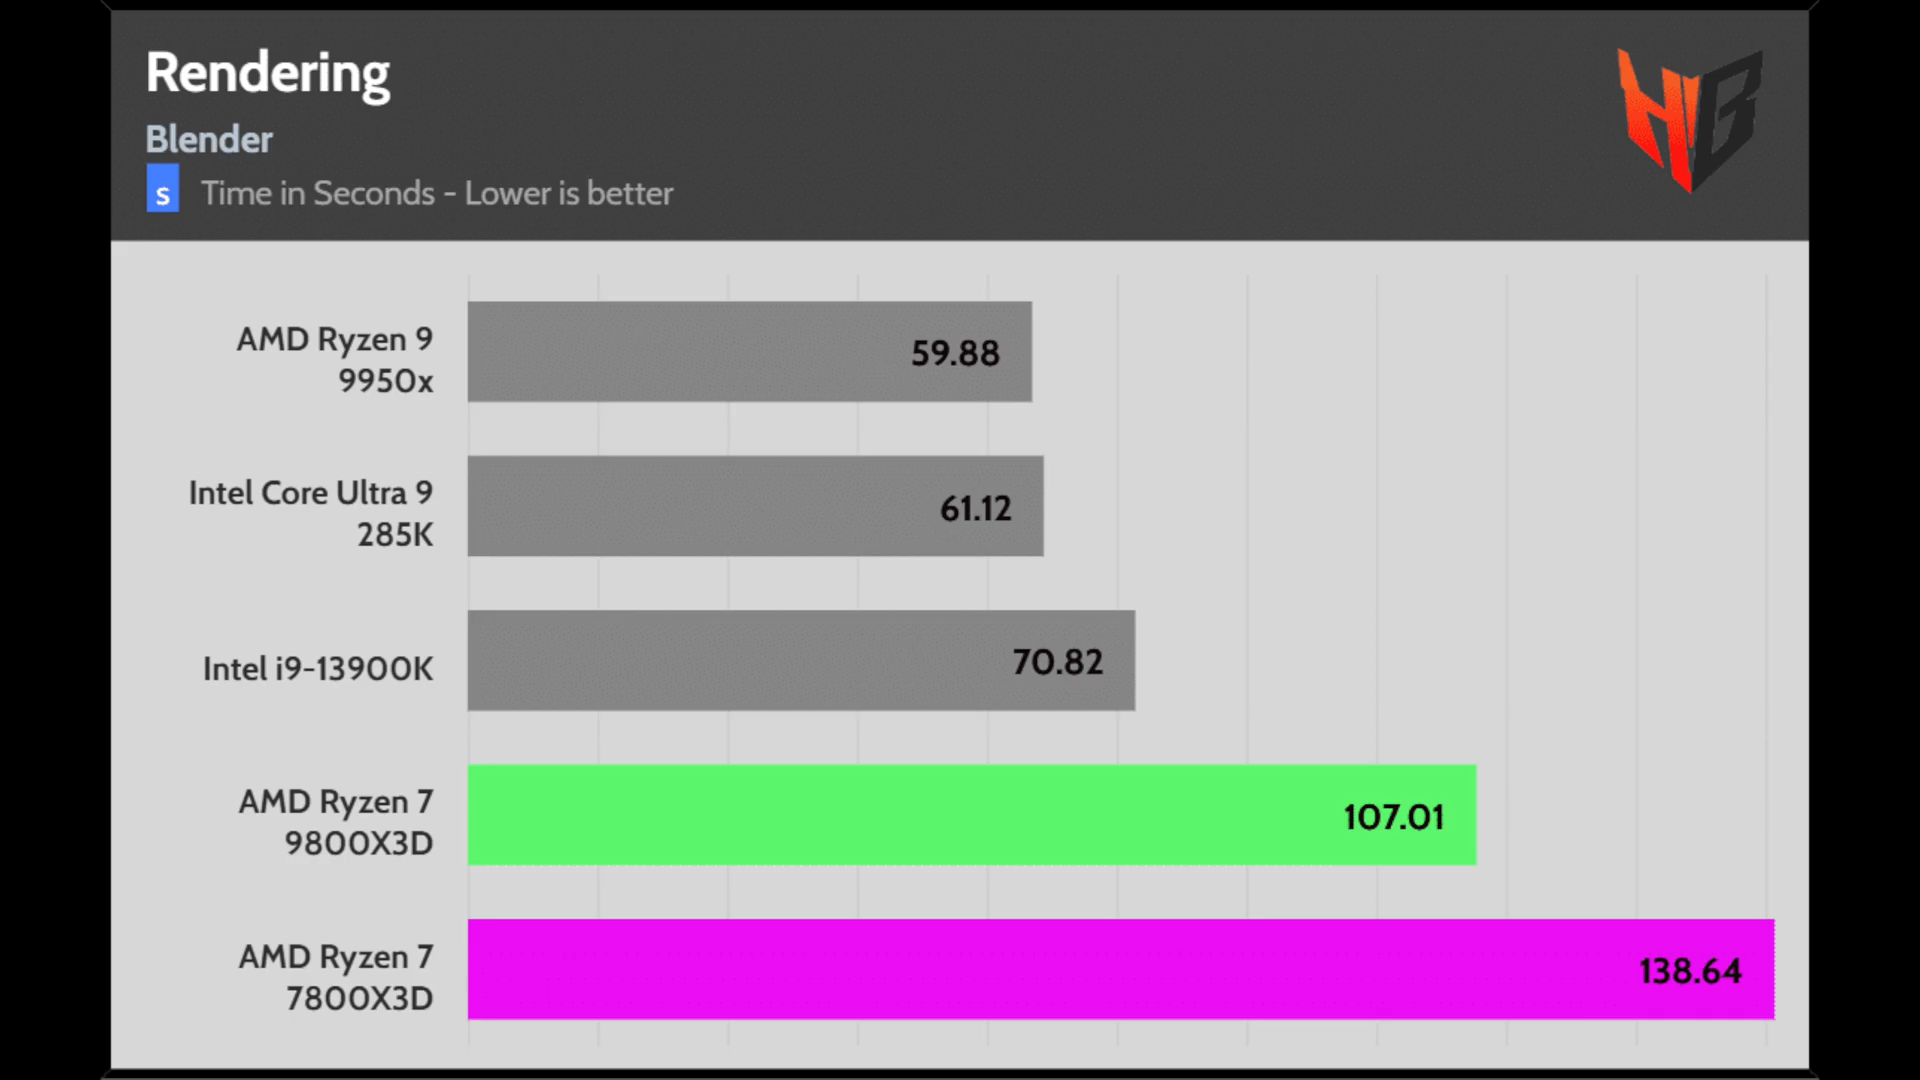 Rendering
HB
Blender
s Time in Seconds - Lower is better
AMD Ryzen 9
9950x
59.88
Intel Core Ultra 9
285K
61.12
Intel i9-13900K
70.82
AMD Ryzen 7
9800X3D
107.01
AMD Ryzen 7
7800X3D
138.64